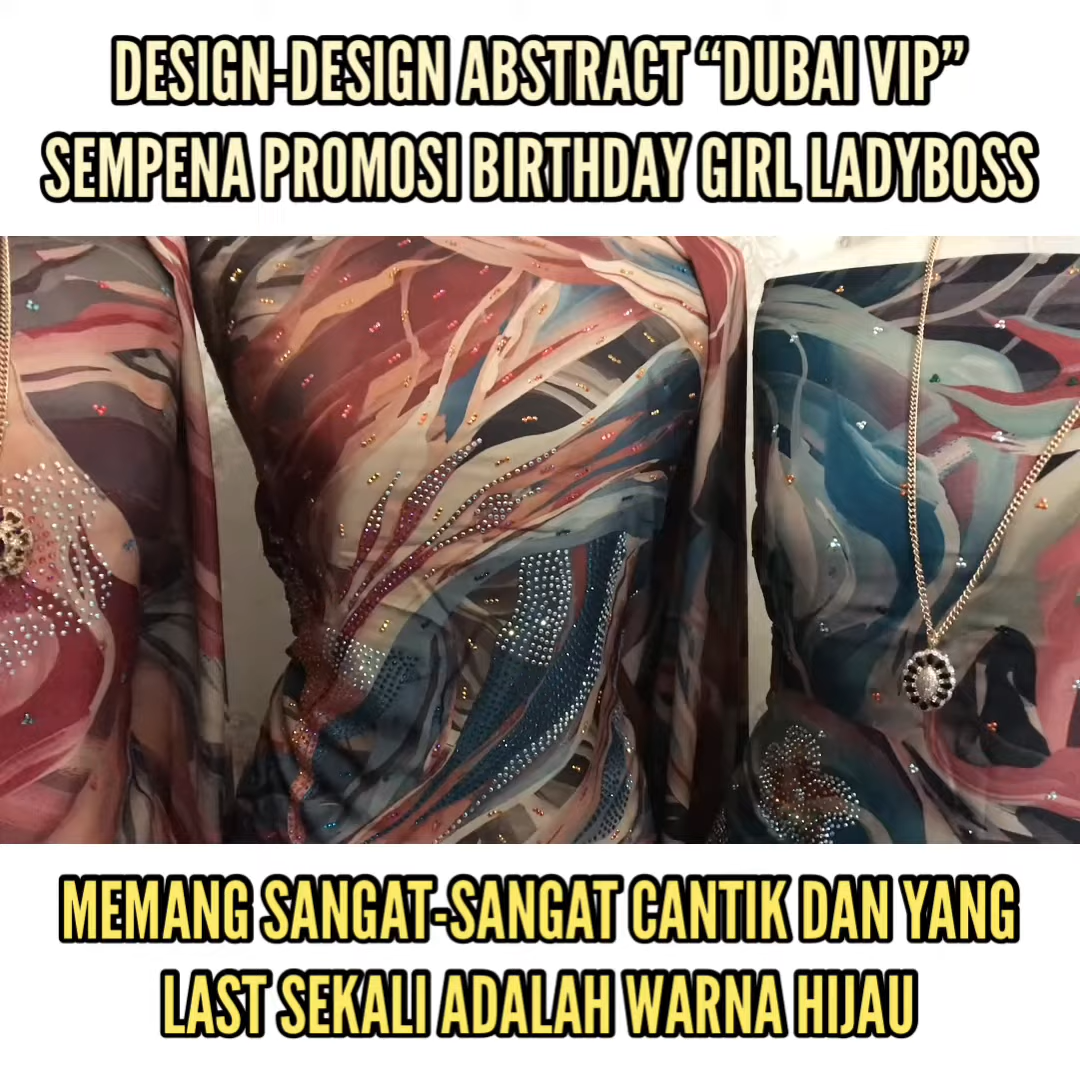 DESIGN-DESIGN ABSTRACT “DUBAI VIP”
SEMPENA PROMOSI BIRTHDAY GIRL LADYBOSS
MEMANG SANGAT-SANGAT CANTIK DAN YANG
LAST SEKALI ADALAH WARNA HIJAU